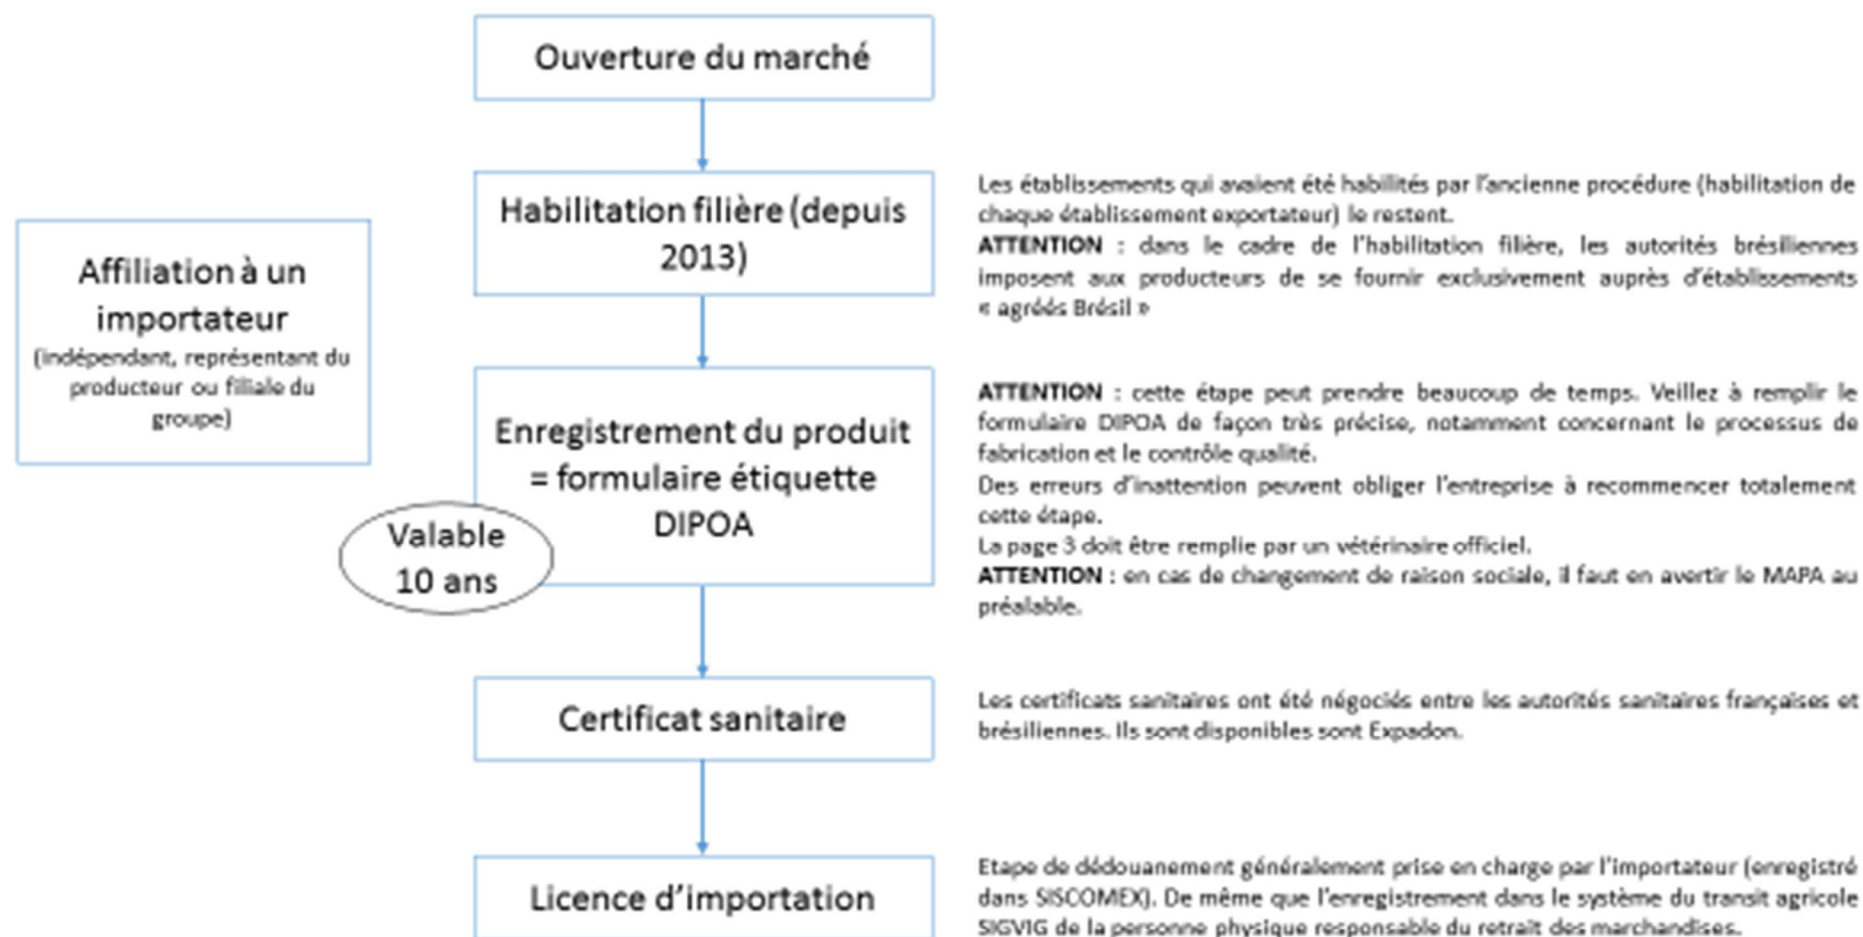 Ouverture du marché
Habilitation filière (depuis
2013)
Les établissements qui avaient été habilités par l'ancienne procédure (habilitation de
chaque établissement exportateur) le restent.
ATTENTION : dans le cadre de l'habilitation filière, les autorités brésiliennes
imposent aux producteurs de se fournir exclusivement auprès d'établissements
« agréés Brésil »
Affiliation à un
importateur
(indépendant, représentant du
producteur ou filiale du
groupe)
Enregistrement du produit
= formulaire étiquette
DIPOA
Valable
10 ans
ATTENTION : cette étape peut prendre beaucoup de temps. Veillez à remplir le
formulaire DIPOA de façon très précise, notamment concernant le processus de
fabrication et le contrôle qualité.
Des erreurs d'inattention peuvent obliger l'entreprise à recommencer totalement
cette étape.
La page 3 doit être remplie par un vétérinaire officiel.
ATTENTION : en cas de changement de raison sociale, il faut en avertir le MAPA au
préalable.
Certificat sanitaire
Les certificats sanitaires ont été négociés entre les autorités sanitaires françaises et
brésiliennes. Ils sont disponibles sont Expadon.
Licence d'importation
Etape de dédouanement généralement prise en charge par l'importateur (enregistré
dans SISCOMEX). De même que l'enregistrement dans le système du transit agricole
SIGVIG de la personne physique responsable du retrait des marchandises.